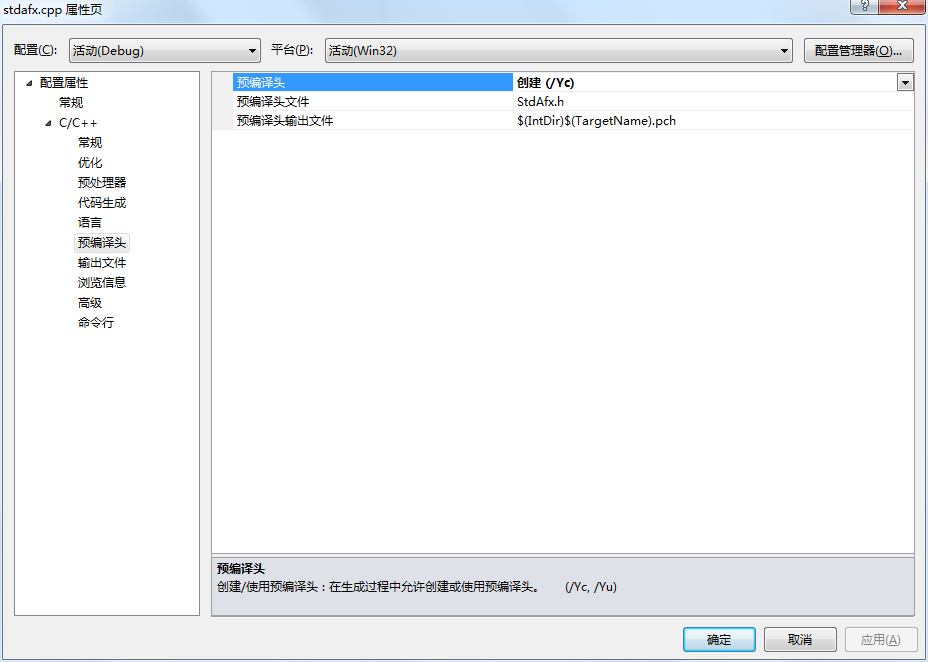 stdafx.cpp 属性页
配置(C): 活动(Debug) 平台(P): 活动(Win32) 配置管理器(O)...
配置属性
常规
C/C++
常规
优化
预处理器
代码生成
语言
预编译头
输出文件
浏览信息
高级
命令行
预编译头 创建 (/Yc)
预编译头文件 StdAfx.h
预编译头输出文件 $(IntDir)$(TargetName).pch
预编译头
创建/使用预编译头：在生成过程中允许创建或使用预编译头。 (/Yc, /Yu)
确定 取消 应用(A)